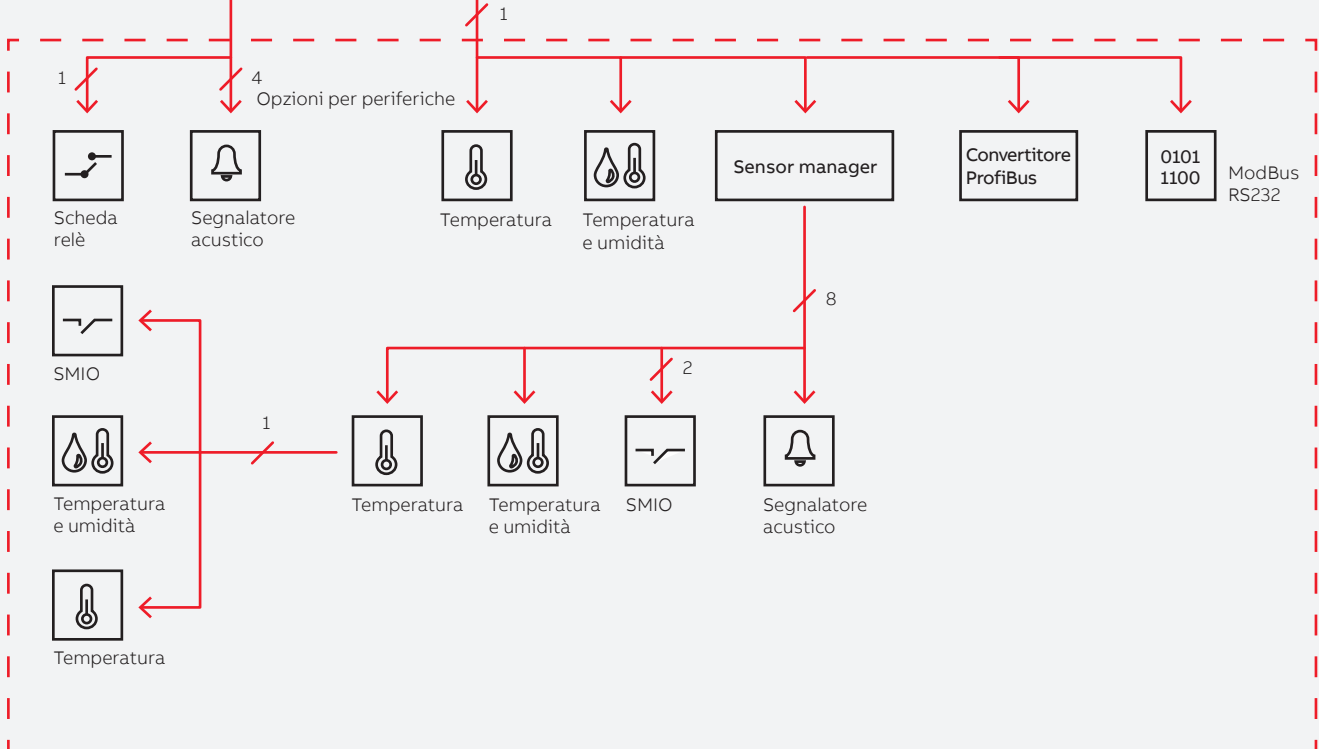 1
1
4
Opzioni per periferiche
Sensor manager
Convertitore
ProfiBus
0101
1100
ModBus
RS232
Scheda
relè
Segnalatore
acustico
Temperatura
Temperatura
e umidità
8
SMIO
2
1
Temperatura
e umidità
Temperatura
Temperatura
e umidità
SMIO
Segnalatore
acustico
Temperatura